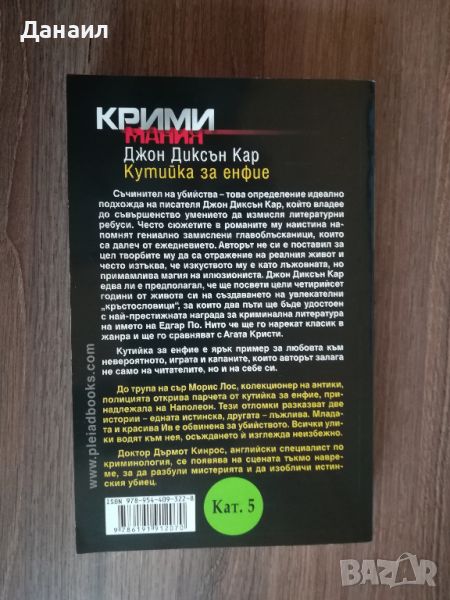 Данаил
КРИМИ
МАНИЯ
Джон Диксън Кар
Кутийка за енфие
Съчинител на убийства – това определение идеално
подхожда на писателя Джон Диксън Кар, който владее
до съвършенство умението да измисля литературни
ребуси. Често сюжетите в романите му наистина на-
помнят гениално замислени главоблъсканици, които
са далеч от ежедневието. Авторът не си е поставил за
цел творбите му да са отражение на реалния живот и
често изтъква, че изкуството му е като лъжовната, но
примамлива магия на илюзиониста. Джон Диксън Кар
едва ли е предполагал, че ще посвети цели четирийсет
години от живота си на създаването на увлекателни
„кръстословици“, за които два пъти ще бъде удостоен
с най-престижната награда за криминална литература
на името на Едгар По. Нито че ще го нарекат класик в
жанра и ще го сравняват с Агата Кристи.
Кутийка за енфие е ярък пример за любовта към
невероятното, играта и капаните, които авторът залага
не само на читателите, но и на себе си.
До трупа на сър Морис Лос, колекционер на антики,
полицията открива парчета от кутийка за енфие, при-
надлежала на Наполеон. Тези отломки разказват две
истории – едната истинска, другата – лъжлива. Млада-
та и красива Ив е обвинена за убийството. Всички ули-
ки водят към нея, осъждането ѝ изглежда неизбежно.
Доктор Дърмот Кинрос, английски специалист по
криминология, се появява на сцената тъкмо навре-
ме, за да разбули мистерията и да изобличи истин-
ския убиец.
www.pleiadbooks.com
ISBN 978-954-409-322-8
9786191912070
Кат. 5
BAZAR